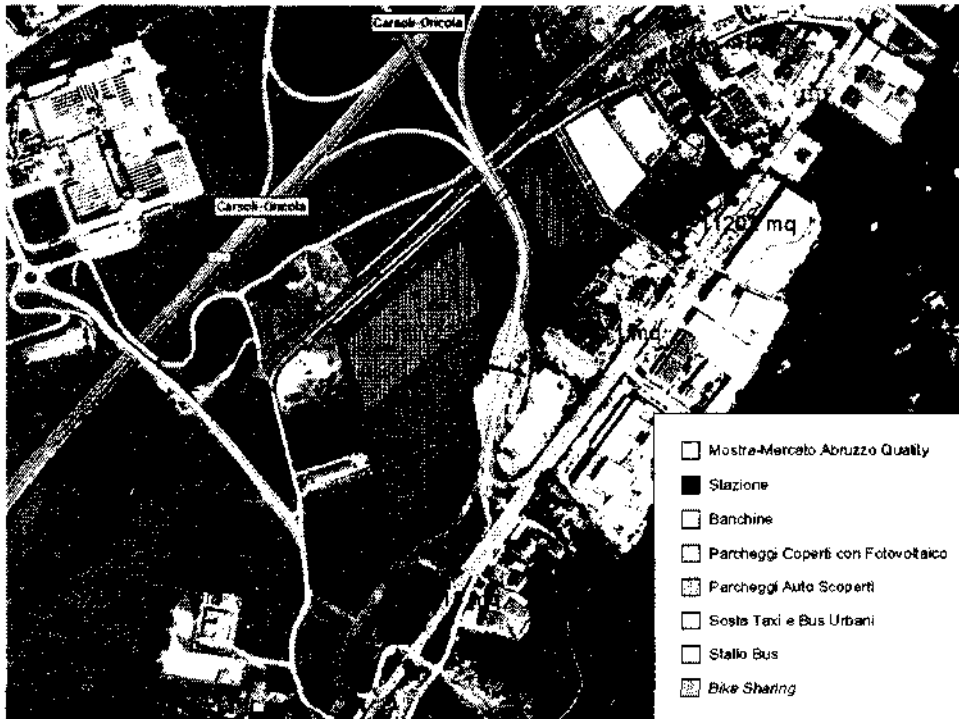 Carsoli-Oricola
Carsoli-Oricola
mq
mq
Mostra-Mercato Abruzzo Quality
Stazione
Banchine
Parcheggi Coperti con Fotovoltaico
Parcheggi Auto Scoperti
Sosta Taxi e Bus Urbani
Stallo Bus
Bike Sharing